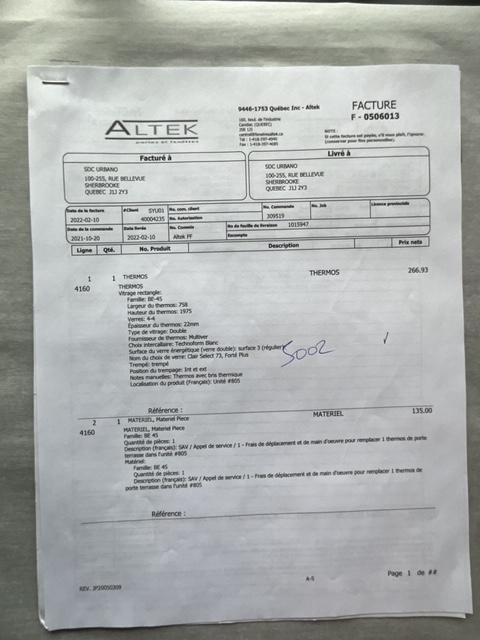 ALTEK
portes et fenêtres
9446-1753 Québec Inc - Altek
160, boul. de l'Industrie
Candiac (QUEBEC)
J5R 1J1
Tel : 1-418-397-4040
Fax : 1-418-397-4685
FACTURE
F - 0506013
NOTE :
Si cette facture est payée, s'il vous plaît, l'ignorer.
(conserver pour fins personnelles).
Facturé à
SDC URBANO
100-255, RUE BELLEVUE
SHERBROOKE
QUEBEC J1J 2Y3
Livré à
SDC URBANO
100-255, RUE BELLEVUE
SHERBROOKE
QUEBEC J1J 2Y3
Date de la facture
2022-02-10
#Client
SYU01
40004235
No. com. client
No. Autorisation
No. Commande
309519
No. Job
Licence provinciale
Date de la commande
2021-10-20
Date livrée
2022-02-10
No. Commis
Altek PF
No de feuille de livraison 1015947
Escompte
Ligne Qté. No. Produit Description Prix nets
1 1 THERMOS THERMOS 266.93
4160 THERMOS
Vitrage rectangle:
Famille: BE-45
Largeur du thermos: 758
Hauteur du thermos: 1975
Verres: 4-4
Épaisseur du thermos: 22mm
Type de vitrage: Double
Fournisseur de thermos: Multiver
Choix intercallaire: Technoform Blanc
Surface du verre énergétique (verre double): surface 3 (régulier)
Nom du choix de verre: Clair Select 73, Forté Plus
Trempé: trempé
Position du trempage: Int et ext
Notes manuelles: Thermos avec bris thermique
Localisation du produit (Français): Unité #805
5002
✓
Référence :
2 1 MATERIEL, Materiel Piece MATERIEL 135.00
4160 MATERIEL, Materiel Piece
Famille: BE 45
Quantité de pièces: 1
Description (français): SAV / Appel de service / 1 - Frais de déplacement et de main d'oeuvre pour remplacer 1 thermos de porte
terrasse dans l'unité #805
Matériel:
Famille: BE 45
Quantité de pièces: 1
Description (français): SAV / Appel de service / 1 - Frais de déplacement et de main d'oeuvre pour remplacer 1 thermos de
porte terrasse dans l'unité #805
Référence :
REV. JP20050309
A-5
Page 1 de ##